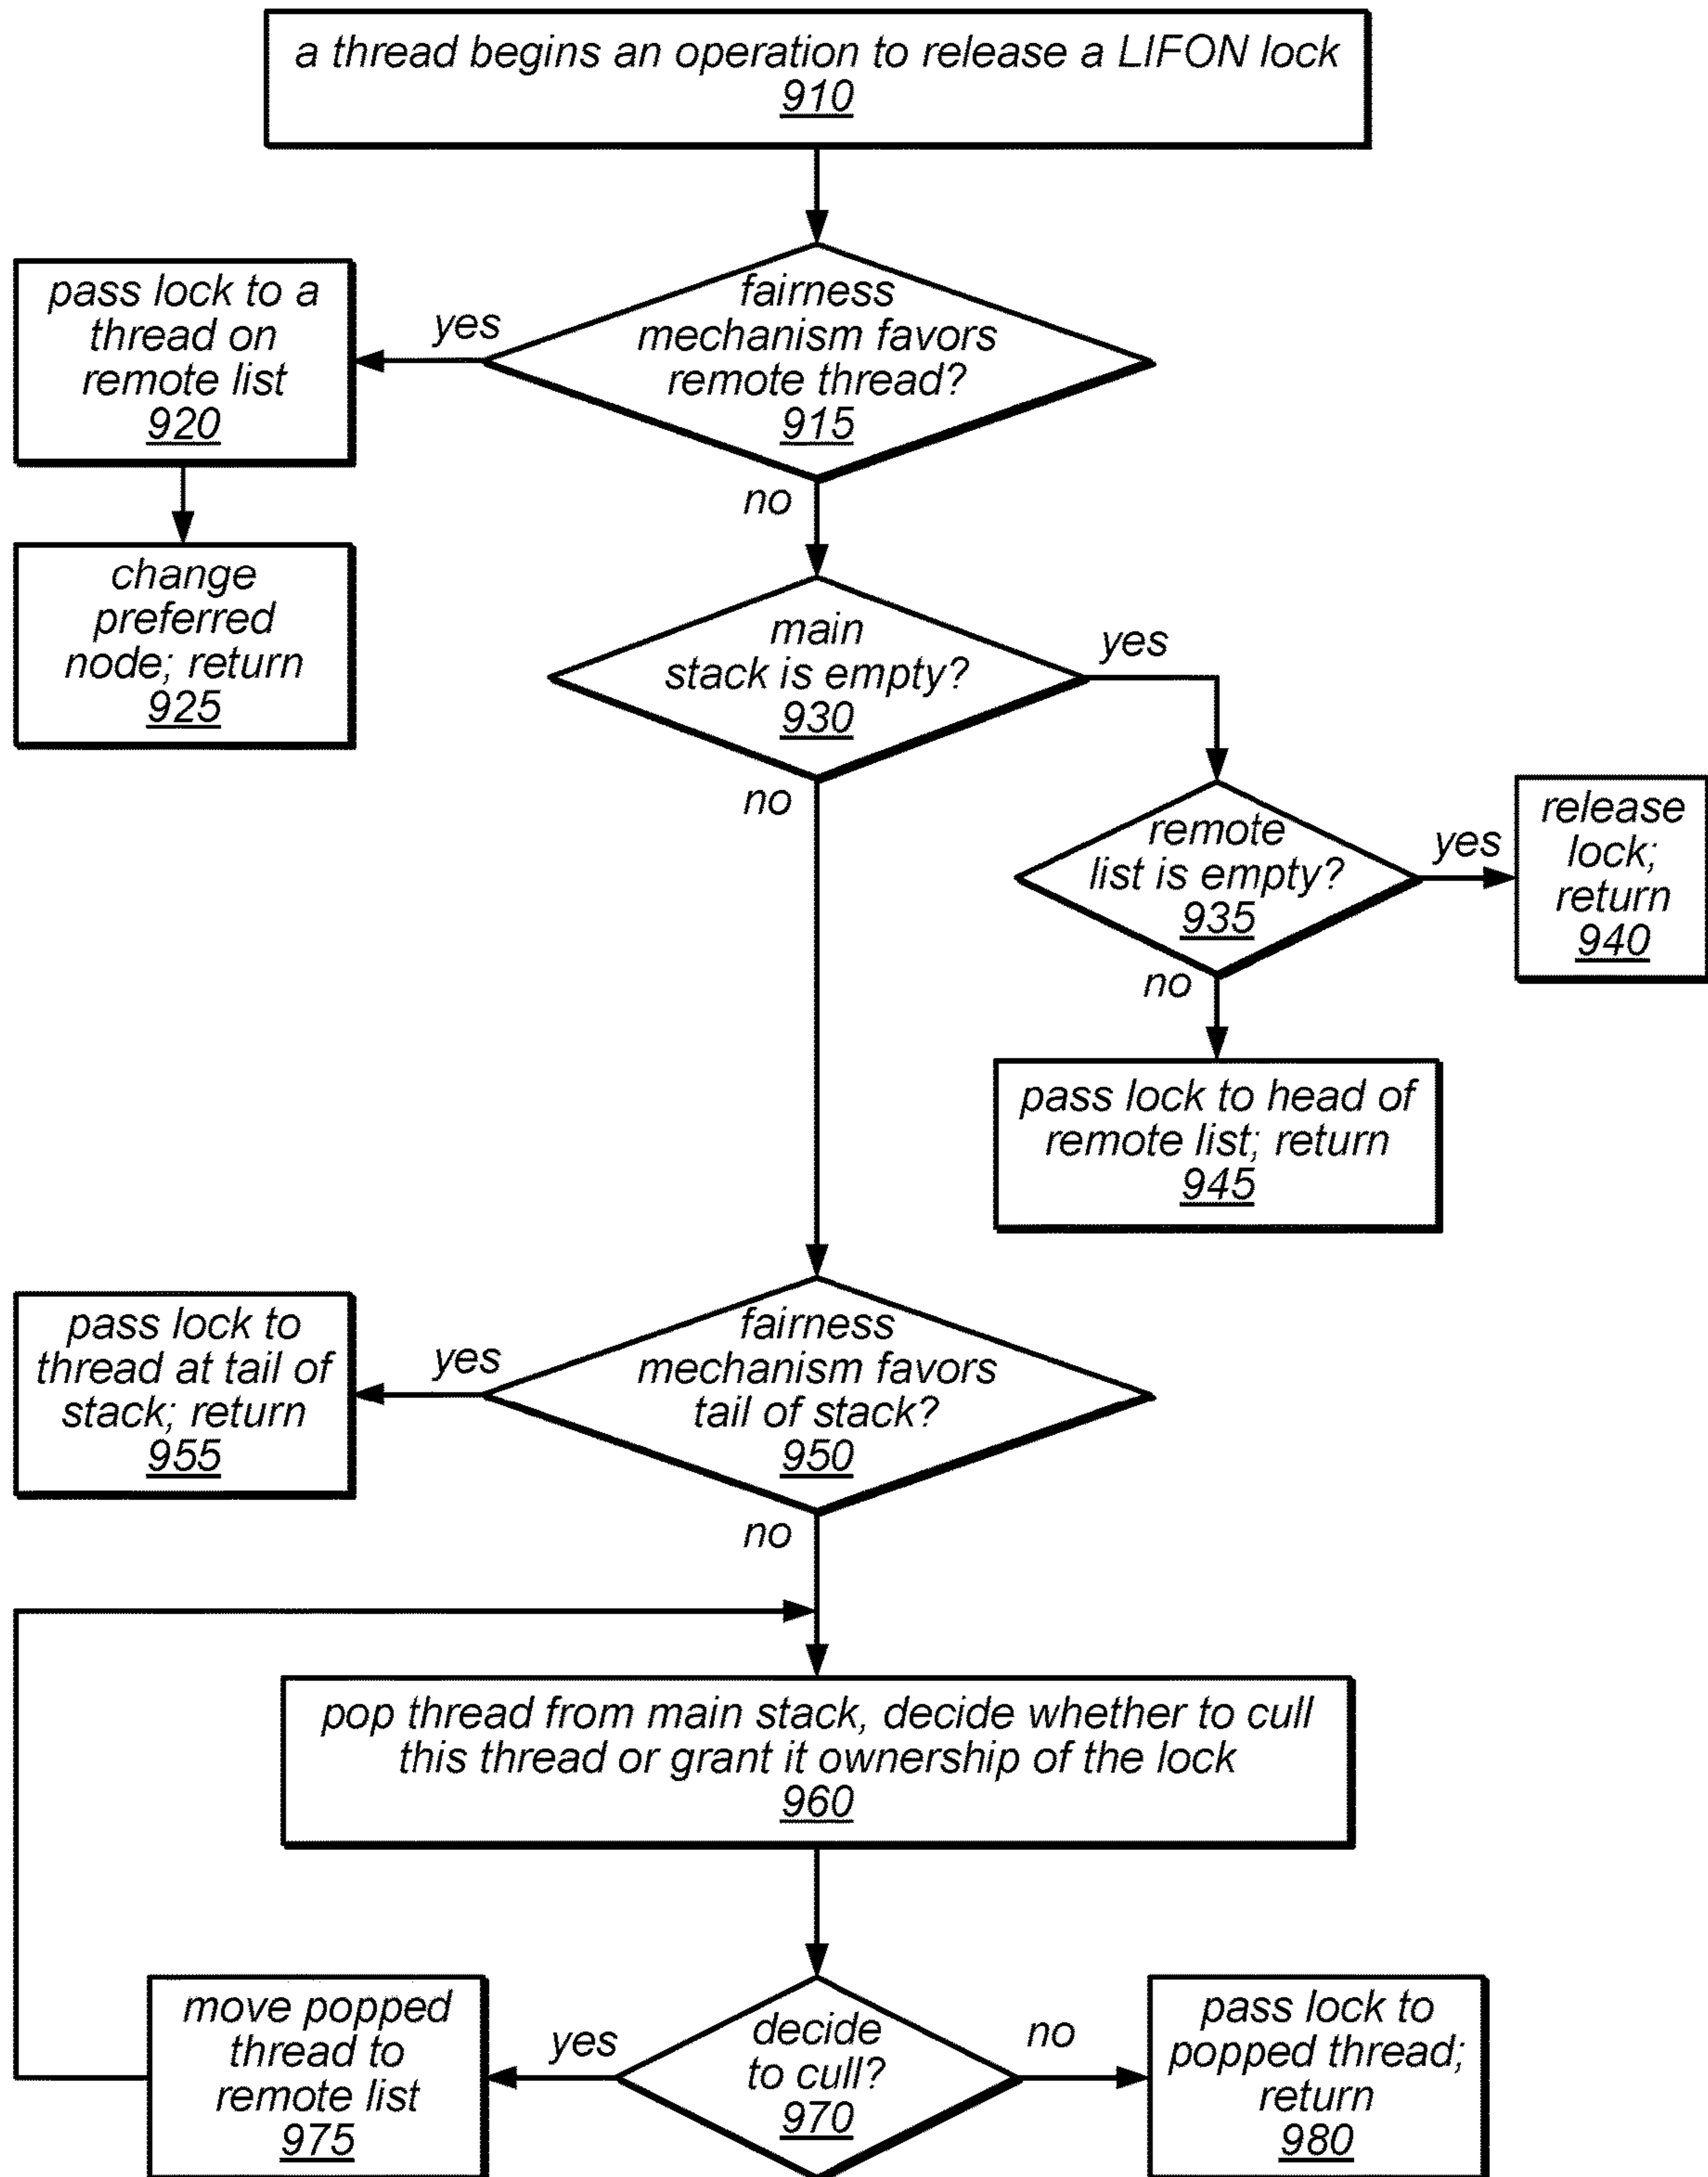 a thread begins an operation to release a LIFON lock
910
fairness
mechanism favors
remote thread?
915
yes
pass lock to a
thread on
remote list
920
change
preferred
node; return
925
no
main
stack is empty?
930
yes
remote
list is empty?
935
yes
release
lock;
return
940
no
pass lock to head of
remote list; return
945
no
fairness
mechanism favors
tail of stack?
950
yes
pass lock to
thread at tail of
stack; return
955
no
pop thread from main stack, decide whether to cull
this thread or grant it ownership of the lock
960
decide
to cull?
970
yes
move popped
thread to
remote list
975
no
pass lock to
popped thread;
return
980